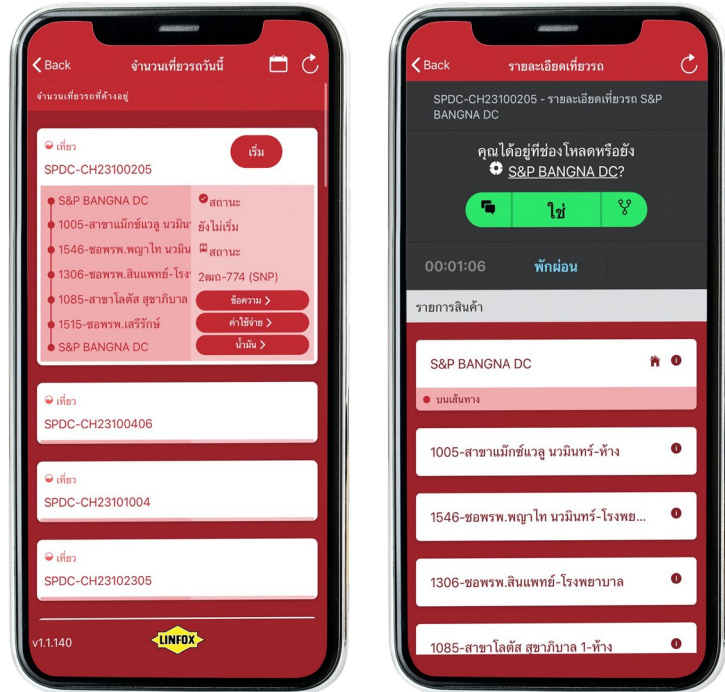 Back
จำนวนเที่ยวรถวันนี้
จำนวนเที่ยวรถที่ค้างอยู่
เที่ยว
SPDC-CH23100205
เริ่ม
S&P BANGNA DC
1005-สาขาแม๊กซ์แวลู นวมิน
1546-ซอพรพ.พญาไท นวมิน
1306-ซอพรพ.สินแพทย์-โรง
1085-สาขาโลตัส สุขาภิบาล
1515-ซอพรพ.เสรีรักษ์
S&P BANGNA DC
สถานะ
ยังไม่เริ่ม
สถานะ
2ฒถ-774 (SNP)
ข้อความ >
ค่าใช้จ่าย >
น้ำมัน >
เที่ยว
SPDC-CH23100406
เที่ยว
SPDC-CH23101004
เที่ยว
SPDC-CH23102305
v1.1.140
LINFOX
Back
รายละเอียดเที่ยวรถ
SPDC-CH23100205 - รายละเอียดเที่ยวรถ S&P
BANGNA DC
คุณได้อยู่ที่ช่องโหลดหรือยัง
S&P BANGNA DC?
ใช่
00:01:06
พักผ่อน
รายการสินค้า
S&P BANGNA DC
บนเส้นทาง
1005-สาขาแม๊กซ์แวลู นวมินทร์-ห้าง
1546-ซอพรพ.พญาไท นวมินทร์-โรงพย...
1306-ซอพรพ.สินแพทย์-โรงพยาบาล
1085-สาขาโลตัส สุขาภิบาล 1-ห้าง